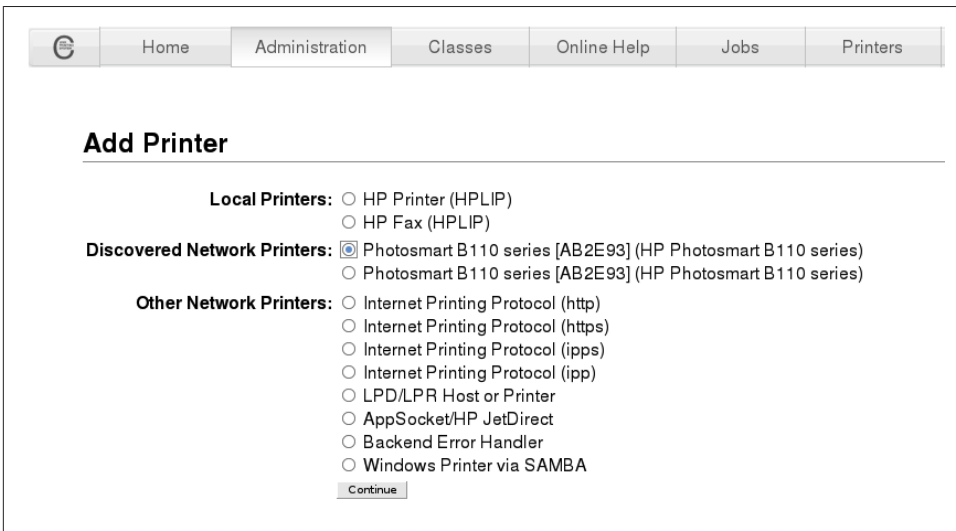 Home Administration Classes Online Help Jobs Printers
Add Printer
Local Printers: HP Printer (HPLIP)
HP Fax (HPLIP)
Discovered Network Printers: Photosmart B110 series [AB2E93] (HP Photosmart B110 series)
Photosmart B110 series [AB2E93] (HP Photosmart B110 series)
Other Network Printers: Internet Printing Protocol (http)
Internet Printing Protocol (https)
Internet Printing Protocol (ipps)
Internet Printing Protocol (ipp)
LPD/LPR Host or Printer
AppSocket/HP JetDirect
Backend Error Handler
Windows Printer via SAMBA
Continue